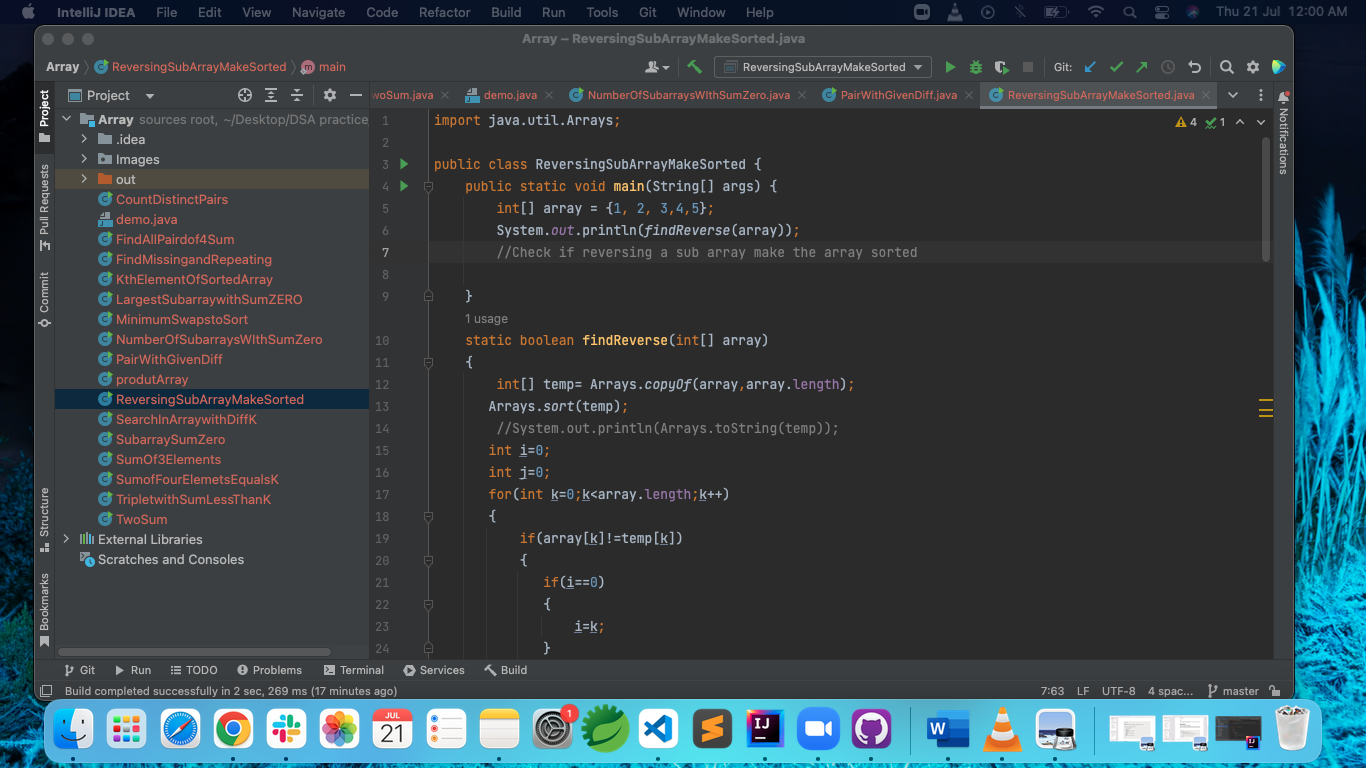 IntelliJ IDEA File Edit View Navigate Code Refactor Build Run Tools Git Window Help Thu 21 Jul 12:00 AM
Array – ReversingSubArrayMakeSorted.java
Array ReversingSubArrayMakeSorted main ReversingSubArrayMakeSorted Git:
Project
Pull Requests
Commit
Structure
Bookmarks
Project
Array sources root, ~/Desktop/DSA practice
.idea
Images
out
CountDistinctPairs
demo.java
FindAllPairdof4Sum
FindMissingandRepeating
KthElementOfSortedArray
LargestSubarraywithSumZERO
MinimumSwapstoSort
NumberOfSubarraysWIthSumZero
PairWithGivenDiff
produtArray
ReversingSubArrayMakeSorted
SearchInArraywithDiffK
SubarraySumZero
SumOf3Elements
SumofFourElemetsEqualsK
TripletwithSumLessThanK
TwoSum
External Libraries
Scratches and Consoles
woSum.java demo.java NumberOfSubarraysWIthSumZero.java PairWithGivenDiff.java ReversingSubArrayMakeSorted.java
4 1
1 import java.util.Arrays;
2
3 public class ReversingSubArrayMakeSorted {
4 public static void main(String[] args) {
5 int[] array = {1, 2, 3,4,5};
6 System.out.println(findReverse(array));
7 //Check if reversing a sub array make the array sorted
8
9 }
1 usage
10 static boolean findReverse(int[] array)
11 {
12 int[] temp= Arrays.copyOf(array,array.length);
13 Arrays.sort(temp);
14 //System.out.println(Arrays.toString(temp));
15 int i=0;
16 int j=0;
17 for(int k=0;k<array.length;k++)
18 {
19 if(array[k]!=temp[k])
20 {
21 if(i==0)
22 {
23 i=k;
24 }
Notifications
Git Run TODO Problems Terminal Services Build
Build completed successfully in 2 sec, 269 ms (17 minutes ago) 7:63 LF UTF-8 4 spac... master
JUL
21
1
IJ
W